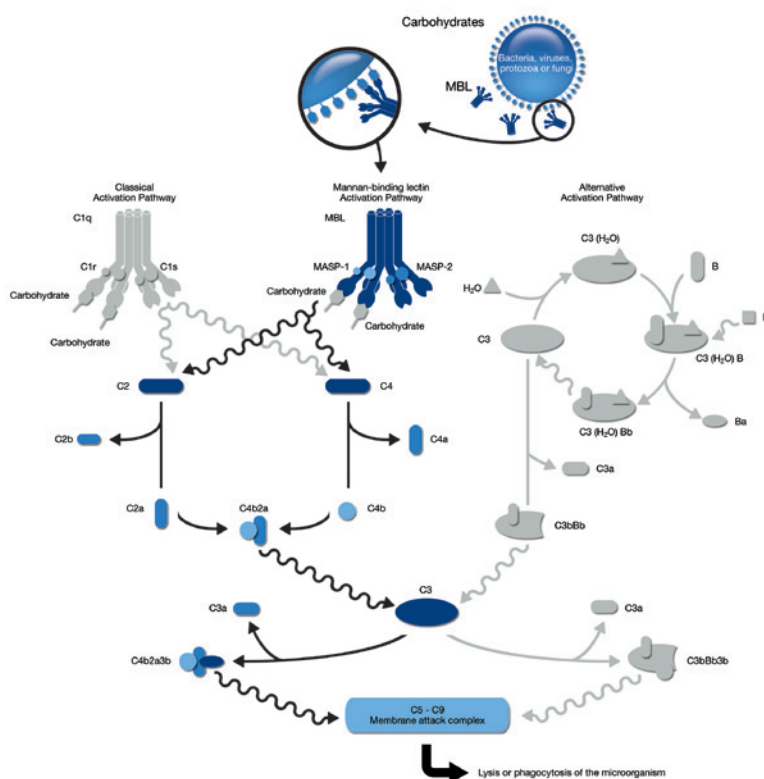 Carbohydrates
Bacteria, viruses,
protozoa or fungi
MBL
Classical
Activation Pathway
Mannan-binding lectin
Activation Pathway
Alternative
Activation Pathway
C1q
MBL
C3 (H₂O)
B
C1r
C1s
MASP-1
MASP-2
H₂O
Carbohydrate
Carbohydrate
Carbohydrate
Carbohydrate
C3
C3 (H₂O) B
C2
C4
C3 (H₂O) Bb
Ba
C2b
C4a
C3a
C2a
C4b2a
C4b
C3bBb
C3
C3a
C3a
C4b2a3b
C3bBb3b
C5 - C9
Membrane attack complex
Lysis or phagocytosis of the microorganism